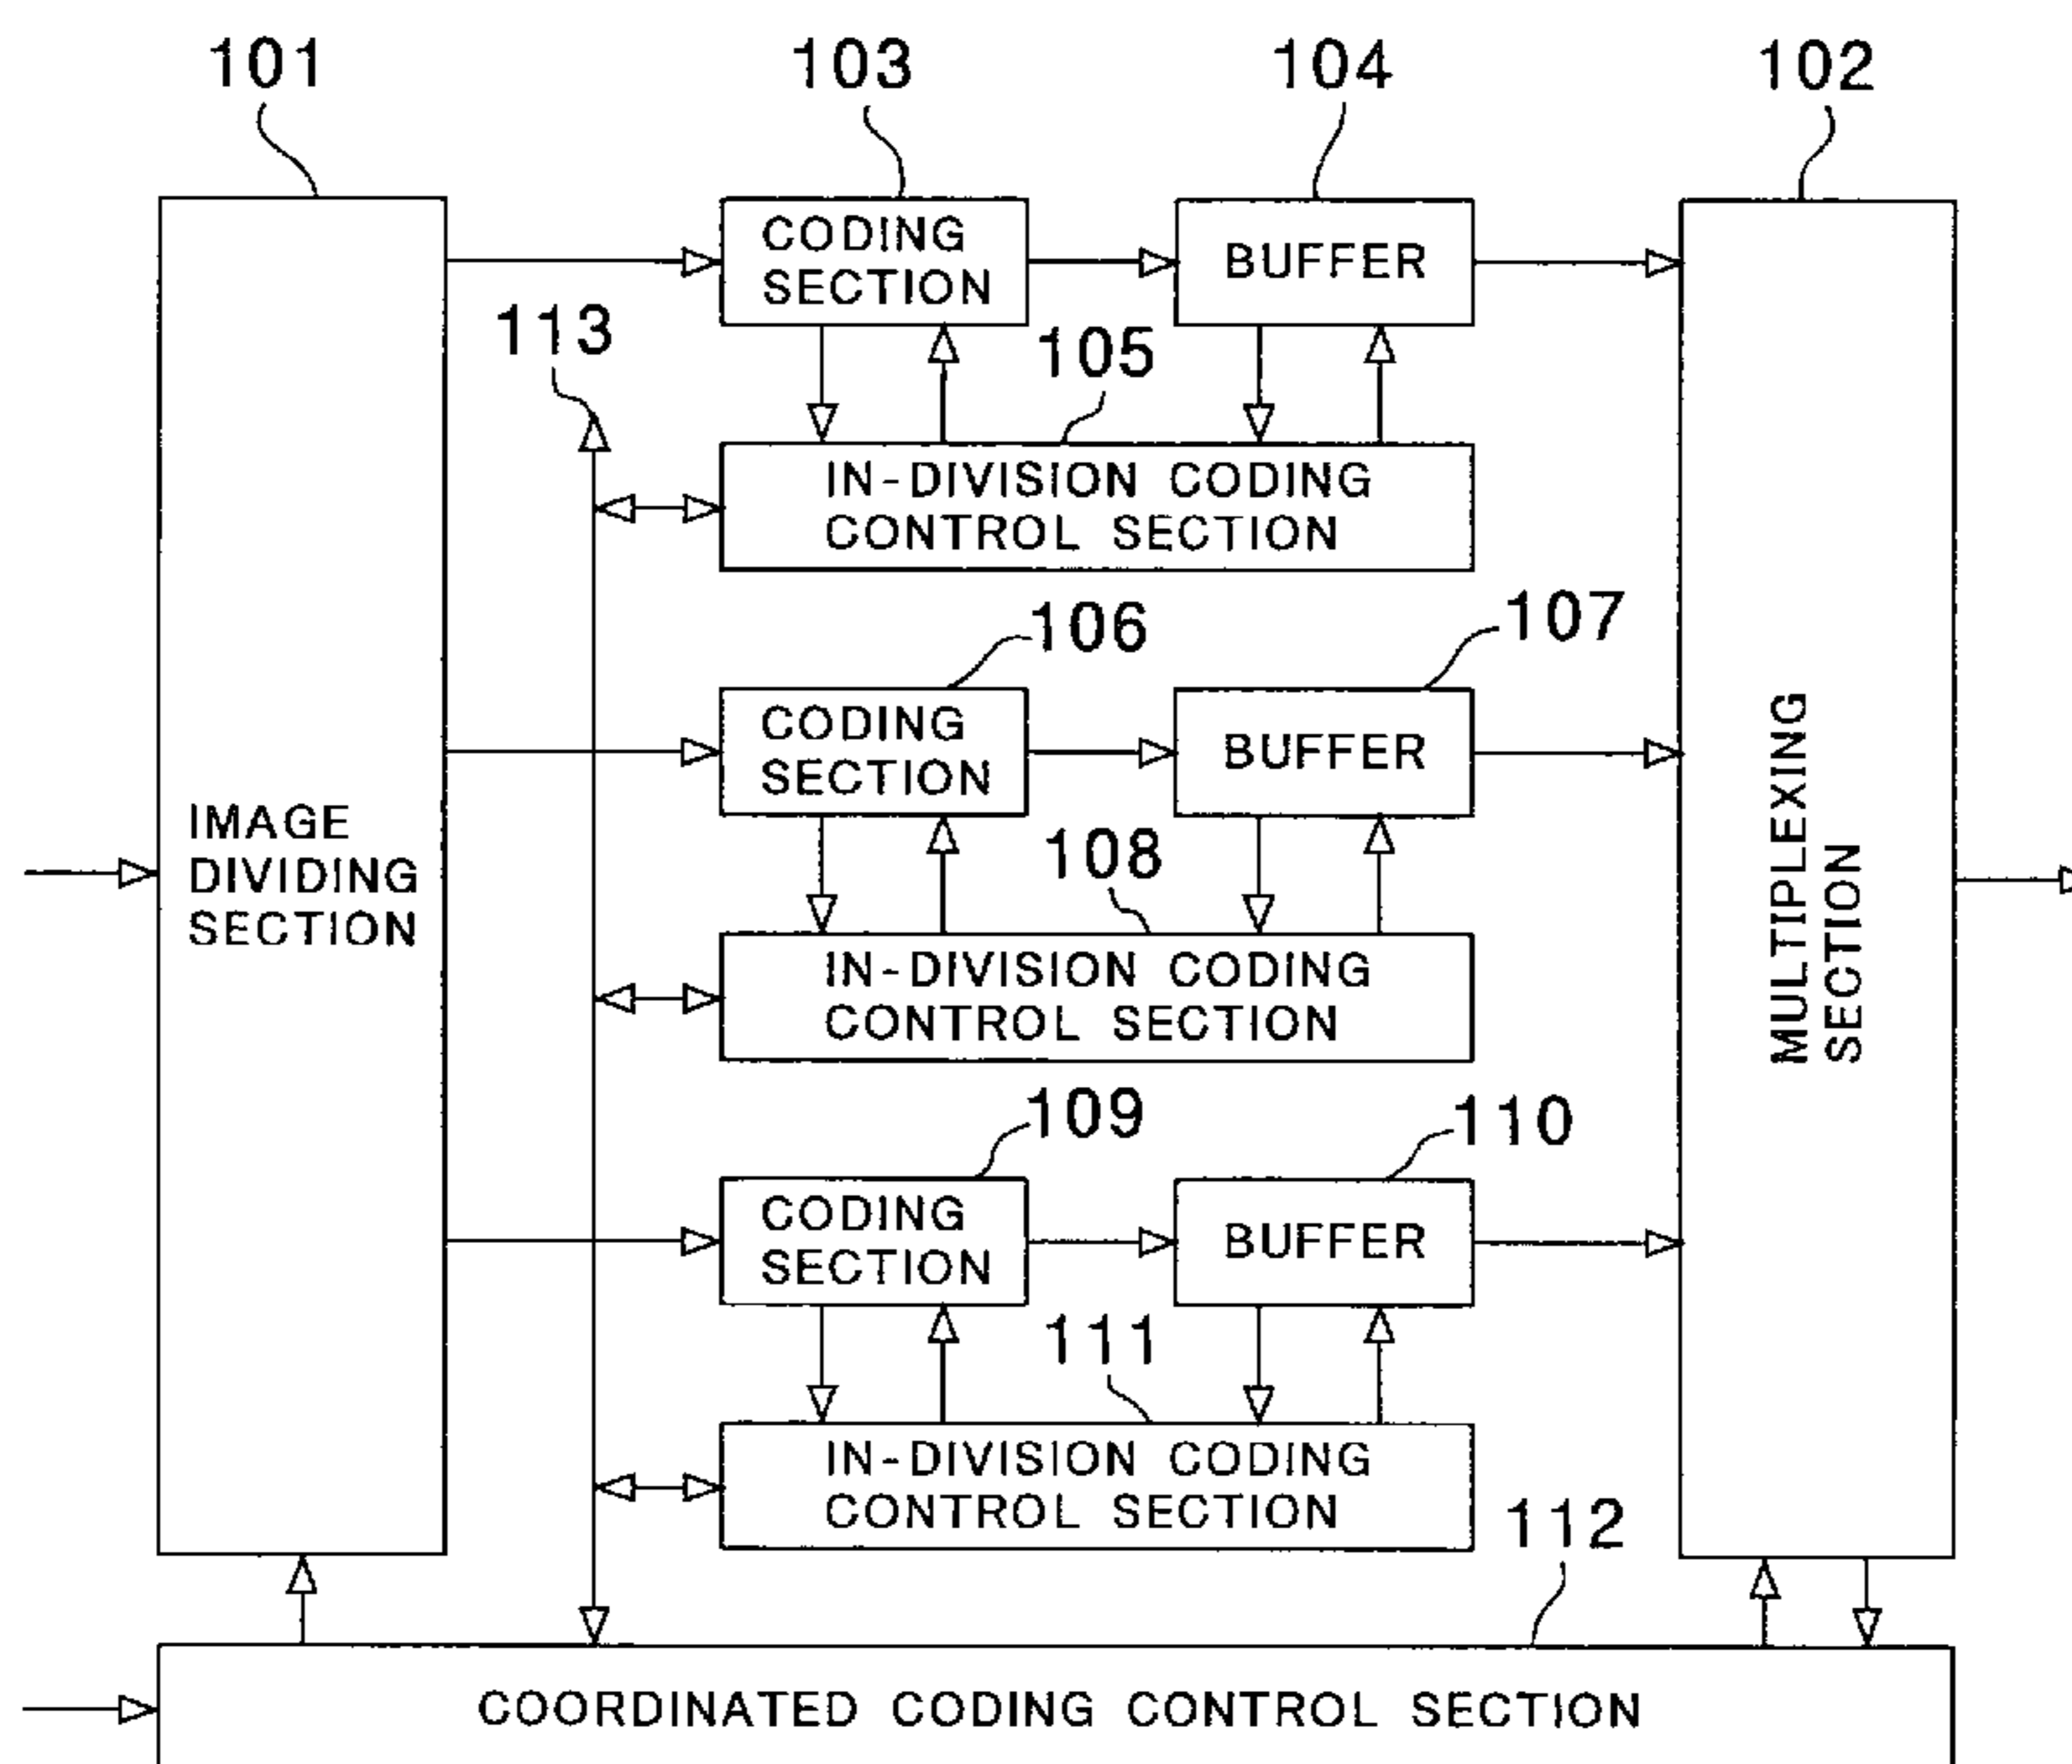 101
103
104
102
CODING
SECTION
BUFFER
113
105
IN-DIVISION CODING
CONTROL SECTION
106
107
CODING
SECTION
BUFFER
IMAGE
DIVIDING
SECTION
108
MULTIPLEXING
SECTION
IN-DIVISION CODING
CONTROL SECTION
109
110
CODING
SECTION
BUFFER
111
IN-DIVISION CODING
CONTROL SECTION
112
COORDINATED CODING CONTROL SECTION